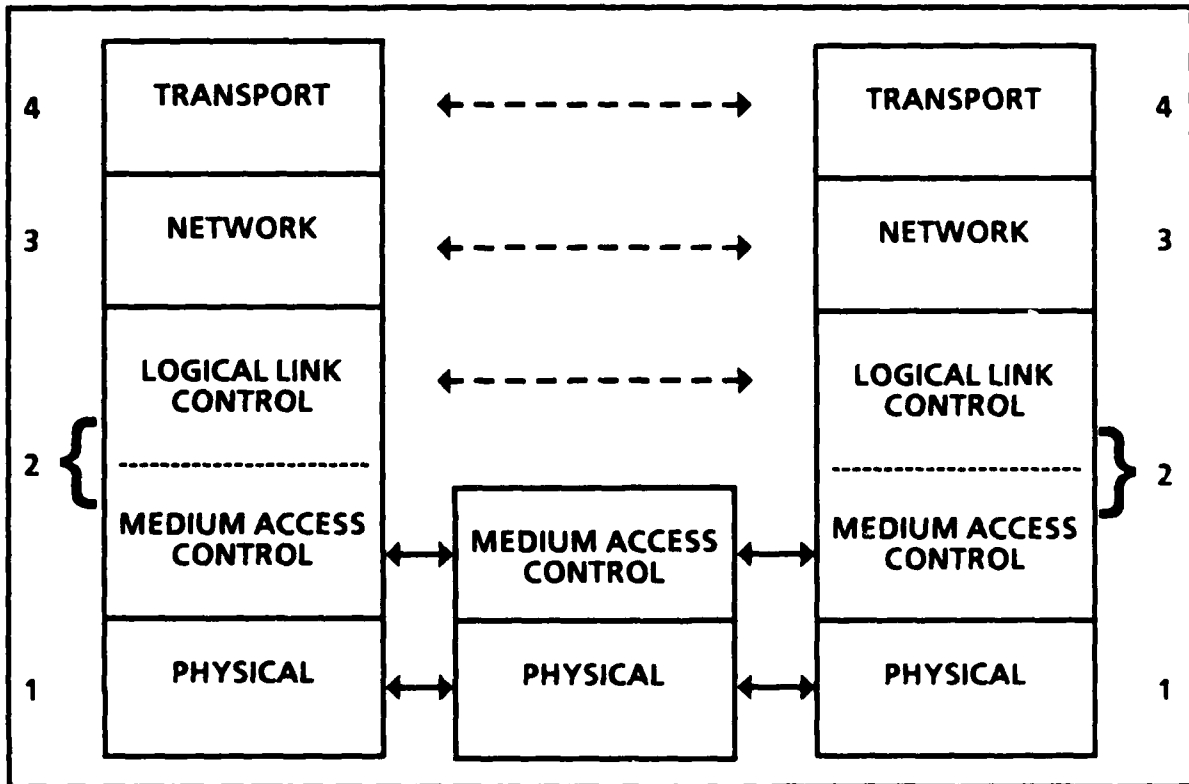 4
TRANSPORT
TRANSPORT
4
3
NETWORK
NETWORK
3
LOGICAL LINK
CONTROL
LOGICAL LINK
CONTROL
2
2
MEDIUM ACCESS
CONTROL
MEDIUM ACCESS
CONTROL
MEDIUM ACCESS
CONTROL
1
PHYSICAL
PHYSICAL
PHYSICAL
1